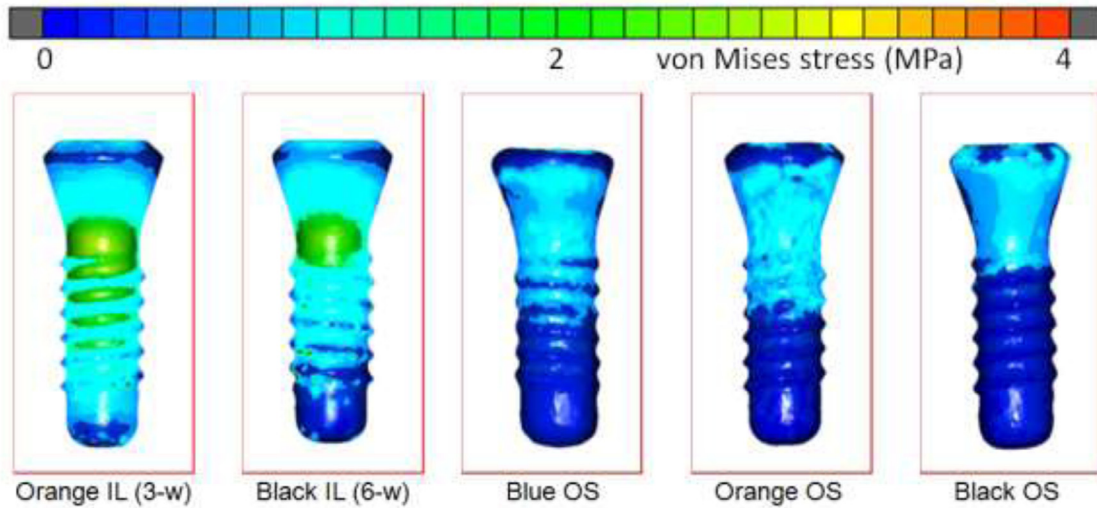 0 2 von Mises stress (MPa) 4
Orange IL (3-w) Black IL (6-w) Blue OS Orange OS Black OS